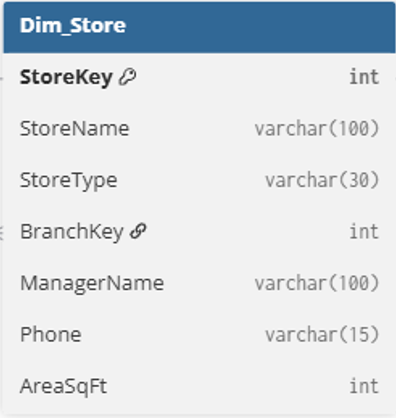 Dim_Store
StoreKey int
StoreName varchar(100)
StoreType varchar(30)
BranchKey int
ManagerName varchar(100)
Phone varchar(15)
AreaSqFt int